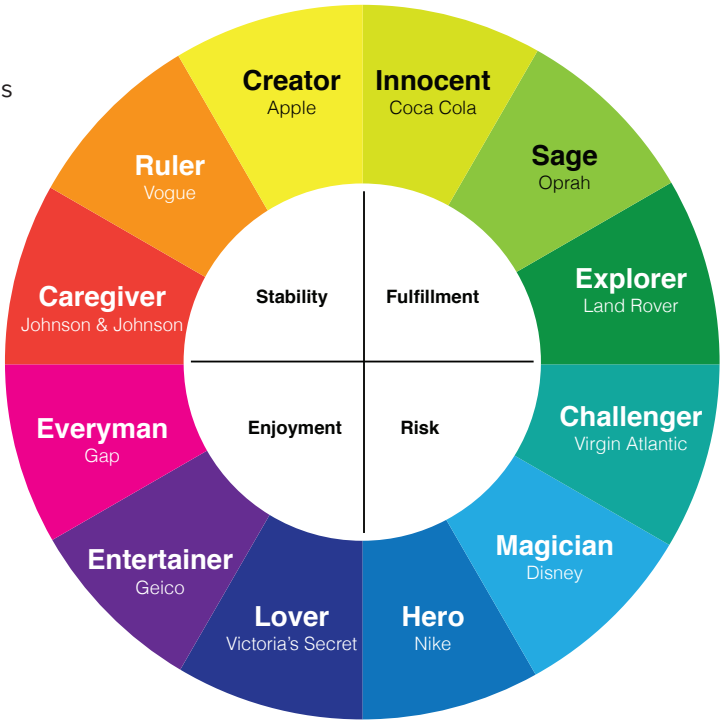 s
Creator
Apple
Innocent
Coca Cola
Sage
Oprah
Ruler
Vogue
Explorer
Land Rover
Caregiver
Johnson & Johnson
Stability
Fulfillment
Enjoyment
Risk
Challenger
Virgin Atlantic
Everyman
Gap
Magician
Disney
Entertainer
Geico
Lover
Victoria's Secret
Hero
Nike